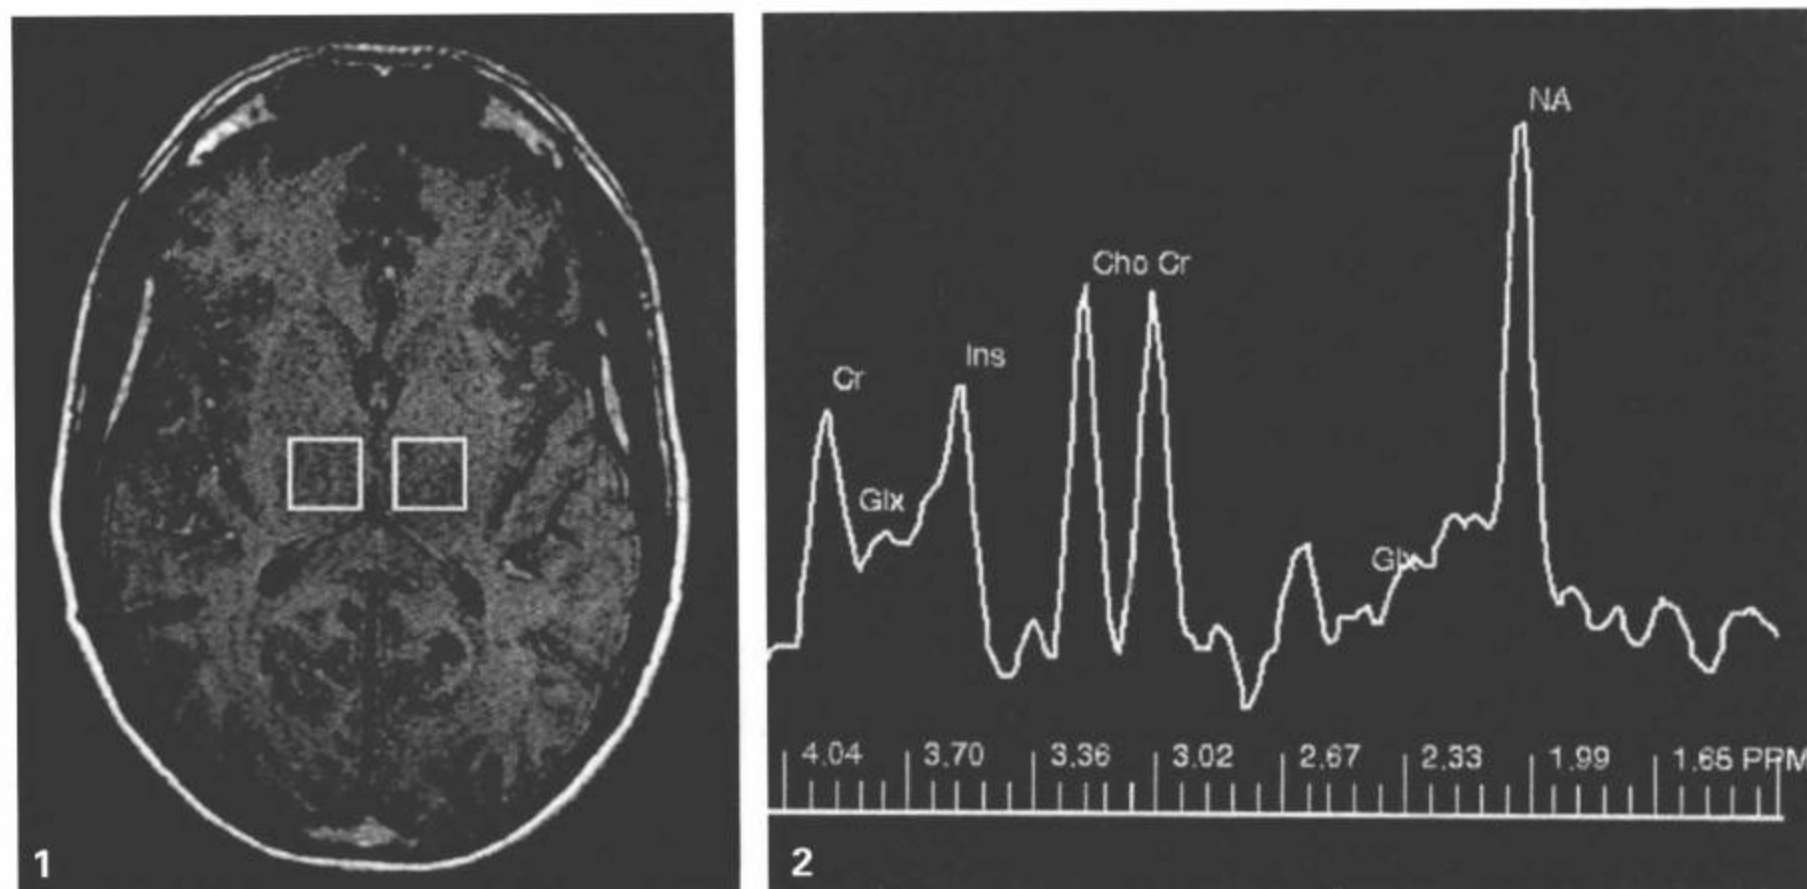 NA
Cho Cr
Ins
Cr
Glx
Glx
4.04 3.70 3.36 3.02 2.67 2.33 1.99 1.65 PPM
1
2